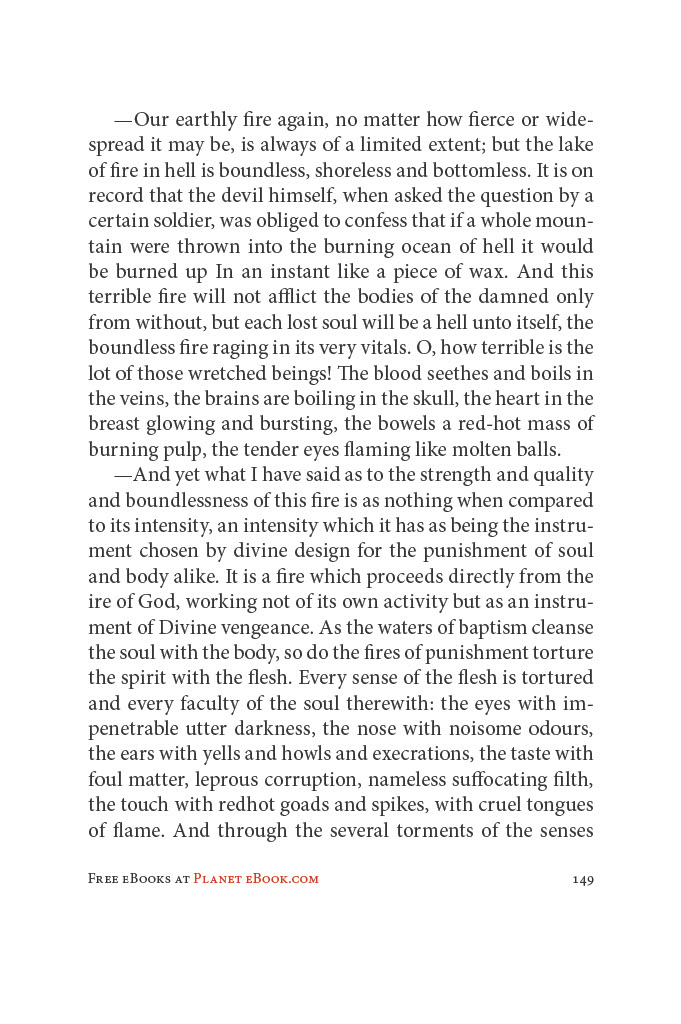 —Our earthly fire again, no matter how fierce or wide-
spread it may be, is always of a limited extent; but the lake
of fire in hell is boundless, shoreless and bottomless. It is on
record that the devil himself, when asked the question by a
certain soldier, was obliged to confess that if a whole moun-
tain were thrown into the burning ocean of hell it would
be burned up In an instant like a piece of wax. And this
terrible fire will not afflict the bodies of the damned only
from without, but each lost soul will be a hell unto itself, the
boundless fire raging in its very vitals. O, how terrible is the
lot of those wretched beings! The blood seethes and boils in
the veins, the brains are boiling in the skull, the heart in the
breast glowing and bursting, the bowels a red-hot mass of
burning pulp, the tender eyes flaming like molten balls.
—And yet what I have said as to the strength and quality
and boundlessness of this fire is as nothing when compared
to its intensity, an intensity which it has as being the instru-
ment chosen by divine design for the punishment of soul
and body alike. It is a fire which proceeds directly from the
ire of God, working not of its own activity but as an instru-
ment of Divine vengeance. As the waters of baptism cleanse
the soul with the body, so do the fires of punishment torture
the spirit with the flesh. Every sense of the flesh is tortured
and every faculty of the soul therewith: the eyes with im-
penetrable utter darkness, the nose with noisome odours,
the ears with yells and howls and execrations, the taste with
foul matter, leprous corruption, nameless suffocating filth,
the touch with redhot goads and spikes, with cruel tongues
of flame. And through the several torments of the senses
Free eBooks at Planet eBook.com 149